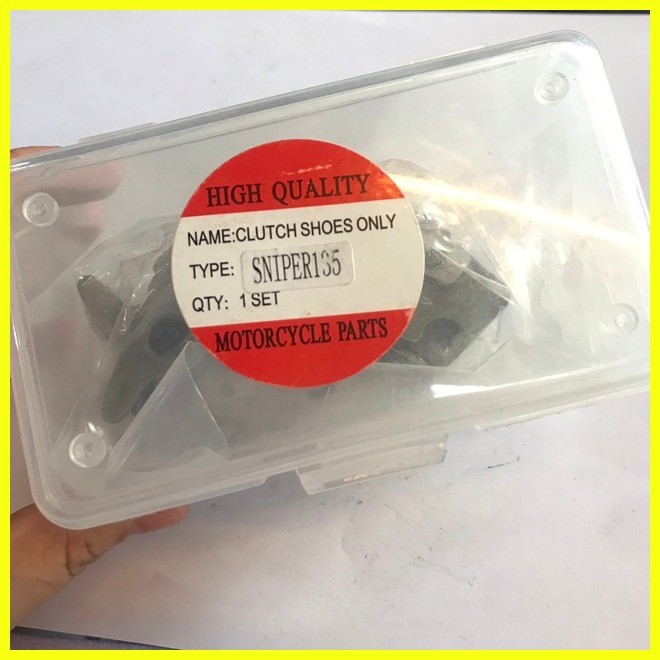 HIGH QUALITY
NAME:CLUTCH SHOES ONLY
TYPE: SNIPER135
QTY: 1 SET
MOTORCYCLE PARTS